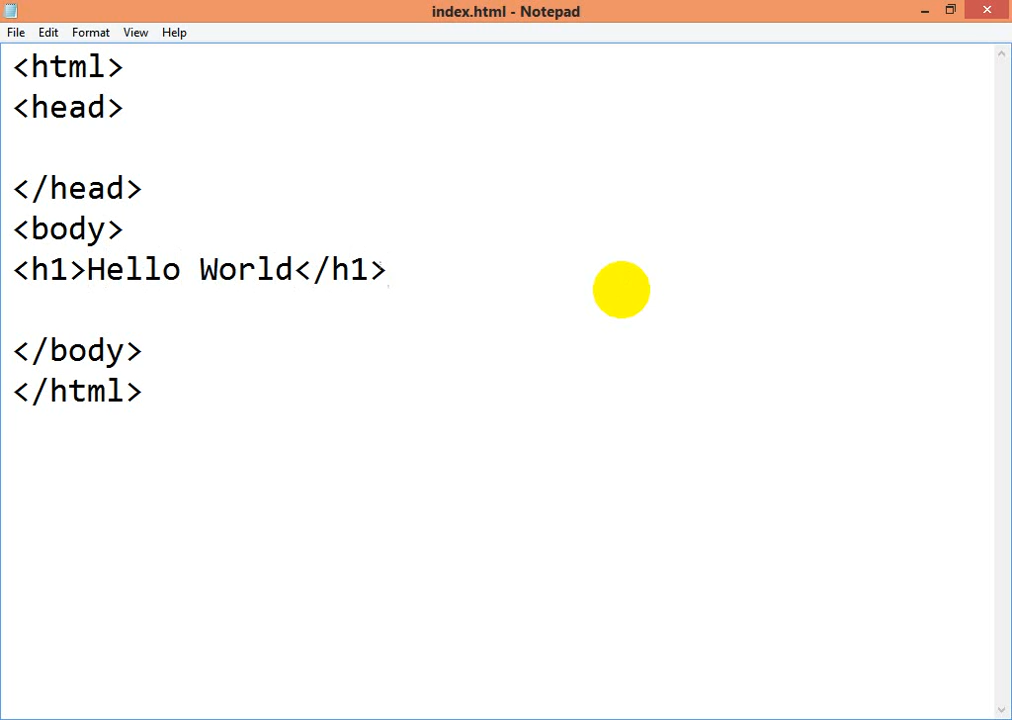 index.html - Notepad
File Edit Format View Help
<html>
<head>
</head>
<body>
<h1>Hello World</h1>
</body>
</html>